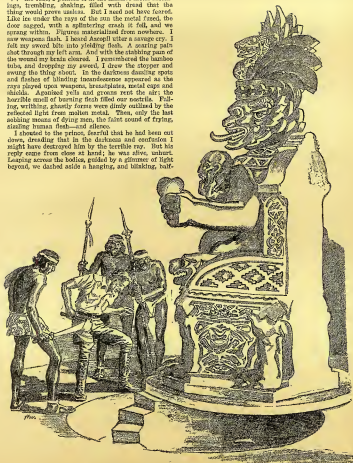 ings, trembling, shaking, filled with dread that the
thing would prove useless. But I need not have feared.
Like ice under the rays of the sun the metal fused, the
door sagged, with a splintering crash it fell, and we
sprang within. Figures materialized from nowhere. I
saw weapons flash. I heard Ascopli utter a savage cry. I
felt my sword bite into yielding flesh. A searing pain
shot through my left arm. And with the stabbing pain of
the wound my brain cleared. I remembered the bamboo
tube, and dropping my sword, I drew the stopper and
swung the thing about. In the darkness dazzling spots
and flashes of blinding incandescence appeared as the
rays played upon weapons, breastplates, metal caps and
shields. Agonized yells and groans rent the air; the
horrible smell of burning flesh filled our nostrils. Fall-
ing, writhing, ghastly forms were dimly outlined by the
reflected light from molten metal. Then, only the last
sobbing moans of dying men, the faint sound of frying,
sizzling human flesh—and silence.
I shouted to the prince, fearful that he had been cut
down, dreading that in the darkness and confusion I
might have destroyed him by the terrible ray. But his
reply came from close at hand; he was alive, unhurt.
Leaping across the bodies, guided by a glimmer of light
beyond, we dashed aside a hanging, and blinking, half-